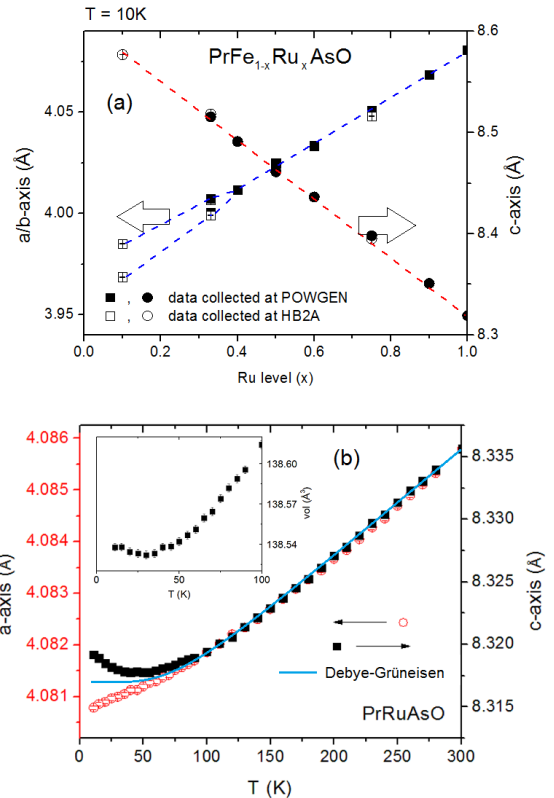 T = 10K
PrFe1-xRuxAsO
(a)
a/b-axis (Å)
4.05
4.00
3.95
8.6
8.5
8.4
8.3
c-axis (Å)
■ , ● data collected at POWGEN
□ , ○ data collected at HB2A
0.0 0.2 0.4 0.6 0.8 1.0
Ru level (x)
(b)
a-axis (Å)
4.086
4.085
4.084
4.083
4.082
4.081
138.60
138.57
138.54
vol (Å3)
0 50 100
T (K)
8.335
8.330
8.325
8.320
8.315
c-axis (Å)
Debye-Grüneisen
PrRuAsO
0 50 100 150 200 250 300
T (K)